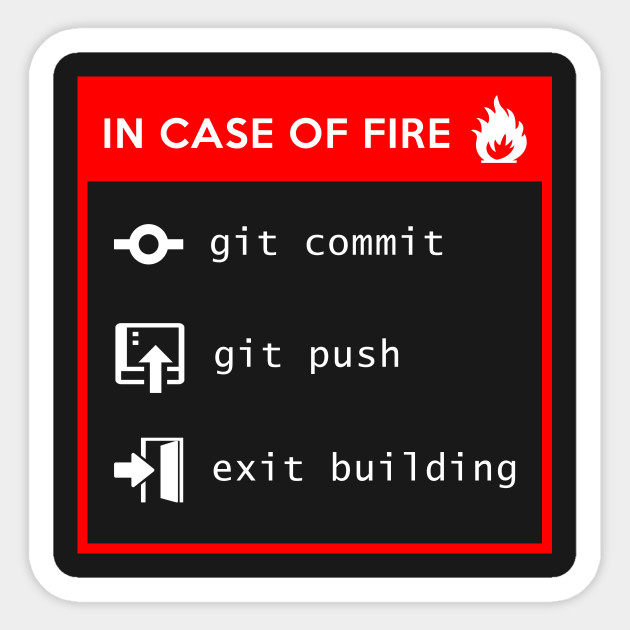 IN CASE OF FIRE
git commit
git push
exit building